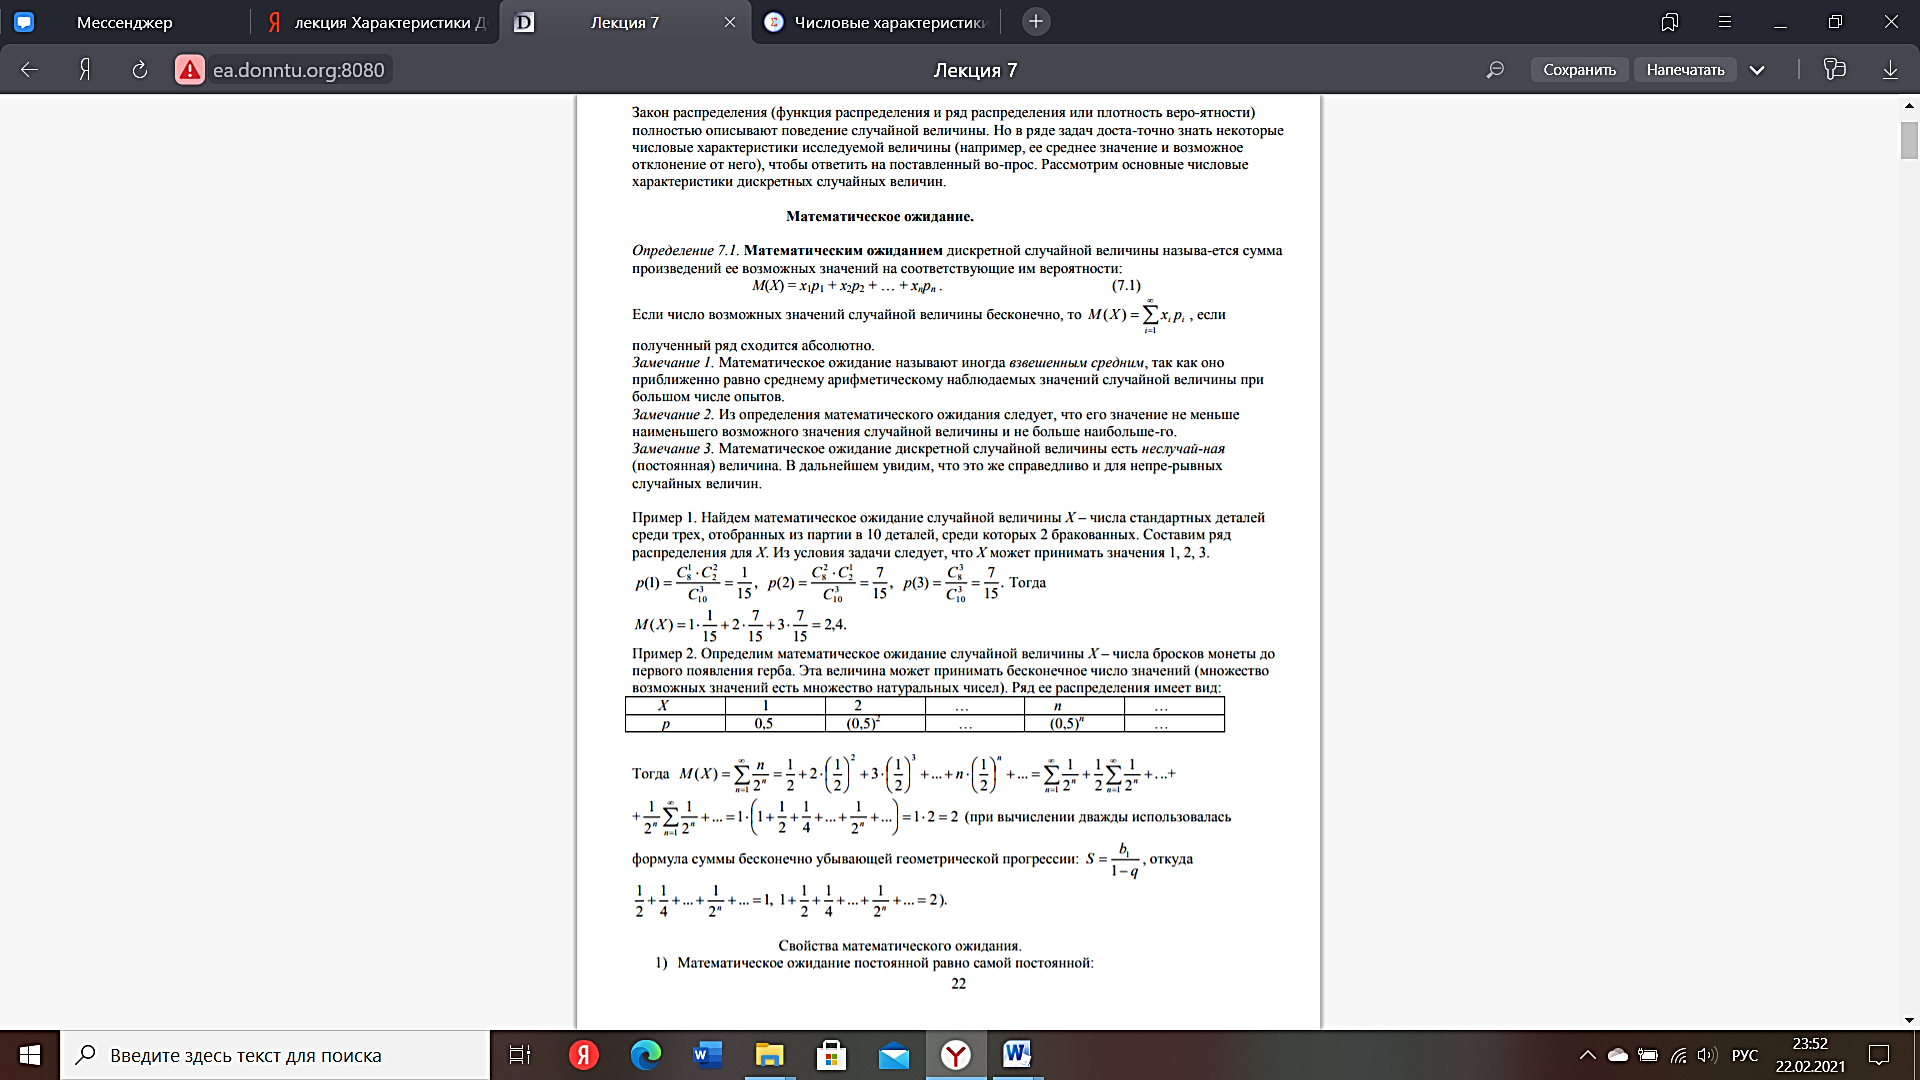 Мессенджер
лекция Характеристики Д
Лекция 7
Числовые характеристики
ea.donntu.org:8080
Лекция 7
Сохранить
Напечатать
Закон распределения (функция распределения и ряд распределения или плотность веро-ятности)
полностью описывают поведение случайной величины. Но в ряде задач доста-точно знать некоторые
числовые характеристики исследуемой величины (например, ее среднее значение и возможное
отклонение от него), чтобы ответить на поставленный во-прос. Рассмотрим основные числовые
характеристики дискретных случайных величин.
Математическое ожидание.
Определение 7.1. Математическим ожиданием дискретной случайной величины называ-ется сумма
произведений ее возможных значений на соответствующие им вероятности:
M(X) = x₁p₁ + x₂p₂ + … + xₙpₙ . (7.1)
Если число возможных значений случайной величины бесконечно, то M(X) = ∑_{i=1}^{∞} xᵢ pᵢ , если
полученный ряд сходится абсолютно.
Замечание 1. Математическое ожидание называют иногда взвешенным средним, так как оно
приближенно равно среднему арифметическому наблюдаемых значений случайной величины при
большом числе опытов.
Замечание 2. Из определения математического ожидания следует, что его значение не меньше
наименьшего возможного значения случайной величины и не больше наибольше-го.
Замечание 3. Математическое ожидание дискретной случайной величины есть неслучай-ная
(постоянная) величина. В дальнейшем увидим, что это же справедливо и для непре-рывных
случайных величин.
Пример 1. Найдем математическое ожидание случайной величины X – числа стандартных деталей
среди трех, отобранных из партии в 10 деталей, среди которых 2 бракованных. Составим ряд
распределения для X. Из условия задачи следует, что X может принимать значения 1, 2, 3.
p(1) = (C₈¹ · C₂²)/C₁₀³ = 1/15, p(2) = (C₈² · C₂¹)/C₁₀³ = 7/15, p(3) = C₈³/C₁₀³ = 7/15. Тогда
M(X) = 1·1/15 + 2·7/15 + 3·7/15 = 2,4.
Пример 2. Определим математическое ожидание случайной величины X – числа бросков монеты до
первого появления герба. Эта величина может принимать бесконечное число значений (множество
возможных значений есть множество натуральных чисел). Ряд ее распределения имеет вид:
X 1 2 … n …
p 0,5 (0,5)² … (0,5)ⁿ …
Тогда M(X) = ∑_{n=1}^{∞} n/2ⁿ = 1/2 + 2·(1/2)² + 3·(1/2)³ + ... + n·(1/2)ⁿ + ... = ∑_{n=1}^{∞} 1/2ⁿ + 1/2 ∑_{n=1}^{∞} 1/2ⁿ + ...+
+ 1/2ⁿ ∑_{n=1}^{∞} 1/2ⁿ + ... = 1·(1 + 1/2 + 1/4 + ... + 1/2ⁿ + ...) = 1·2 = 2 (при вычислении дважды использовалась
формула суммы бесконечно убывающей геометрической прогрессии: S = b₁/(1−q), откуда
1/2 + 1/4 + ... + 1/2ⁿ + ... = 1, 1 + 1/2 + 1/4 + ... + 1/2ⁿ + ... = 2).
Свойства математического ожидания.
1) Математическое ожидание постоянной равно самой постоянной:
22
Введите здесь текст для поиска
РУС
23:52
22.02.2021